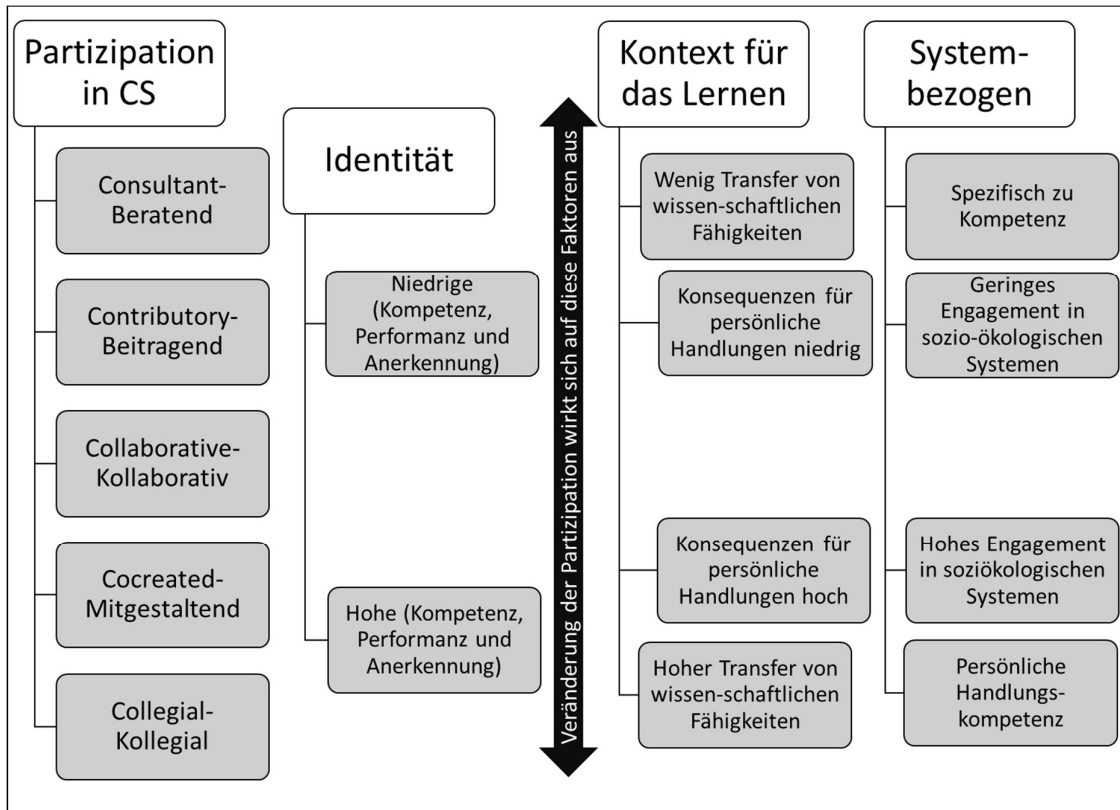 Partizipation
in CS
Consultant-
Beratend
Contributory-
Beitragend
Collaborative-
Kollaborativ
Cocreated-
Mitgestaltend
Collegial-
Kollegial
Identität
Niedrige
(Kompetenz,
Performanz und
Anerkennung)
Hohe (Kompetenz,
Performanz und
Anerkennung)
Veränderung der Partizipation wirkt sich auf diese Faktoren aus
Kontext für
das Lernen
Wenig Transfer von
wissen-schaftlichen
Fähigkeiten
Konsequenzen für
persönliche
Handlungen niedrig
Konsequenzen für
persönliche
Handlungen hoch
Hoher Transfer von
wissen-schaftlichen
Fähigkeiten
System-
bezogen
Spezifisch zu
Kompetenz
Geringes
Engagement in
sozio-ökologischen
Systemen
Hohes Engagement
in soziökologischen
Systemen
Persönliche
Handlungs-
kompetenz